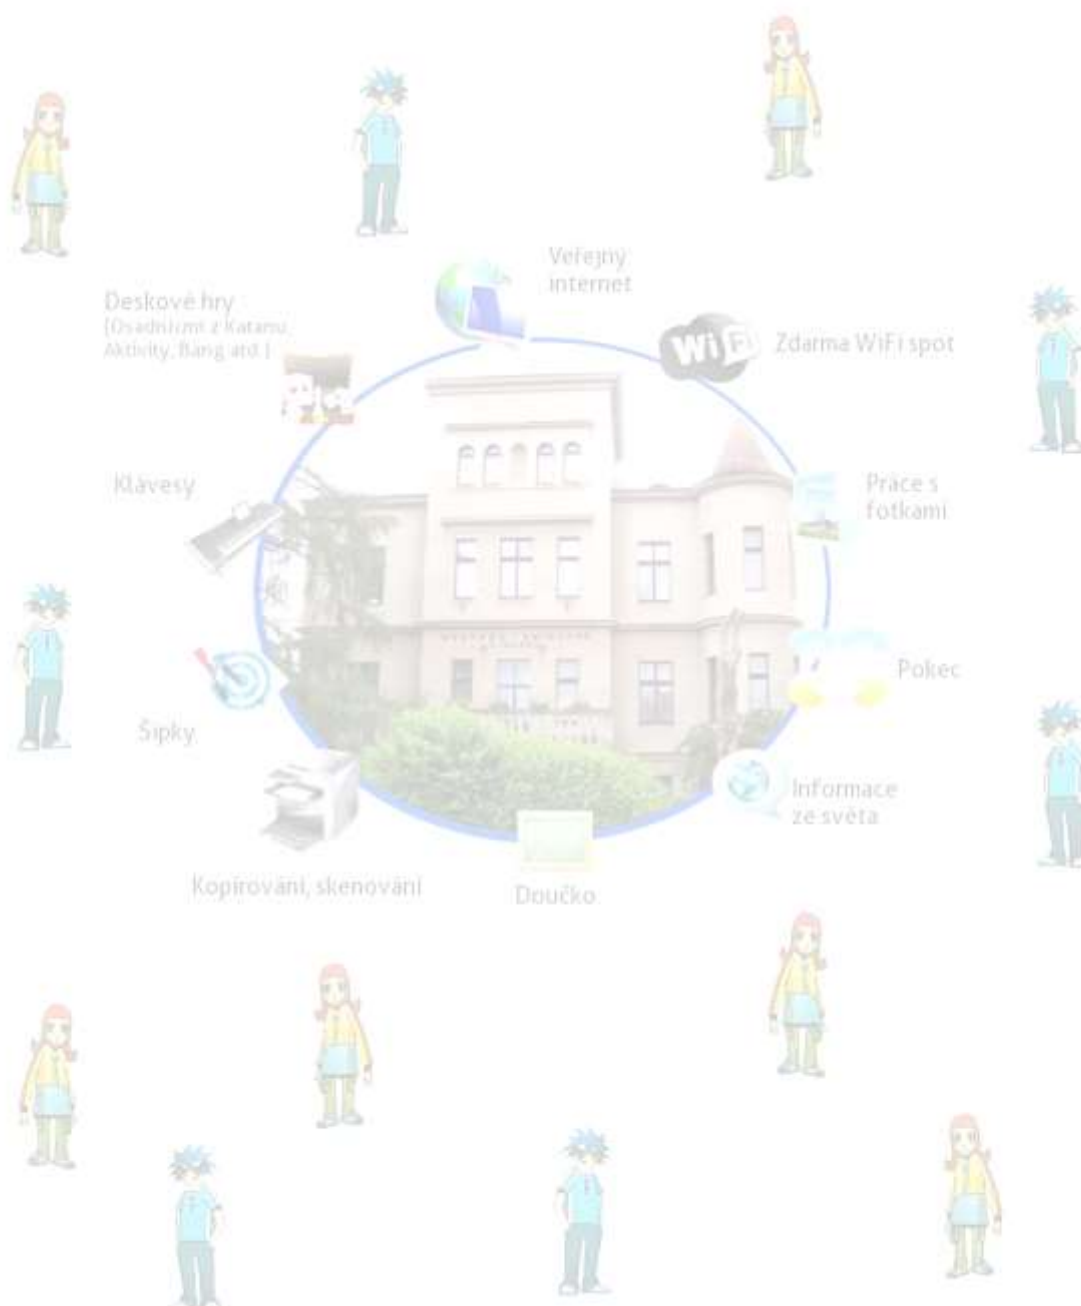 Veřejný
internet
Deskové hry
(Osadníci z Katanu,
Aktivity, Bang atd.)
WiFi
Zdarma WiFi spot
Klávesy
Práce s
fotkami
Pokec
Šipky
Informace
ze světa
Kopírování, skenování
Doučko